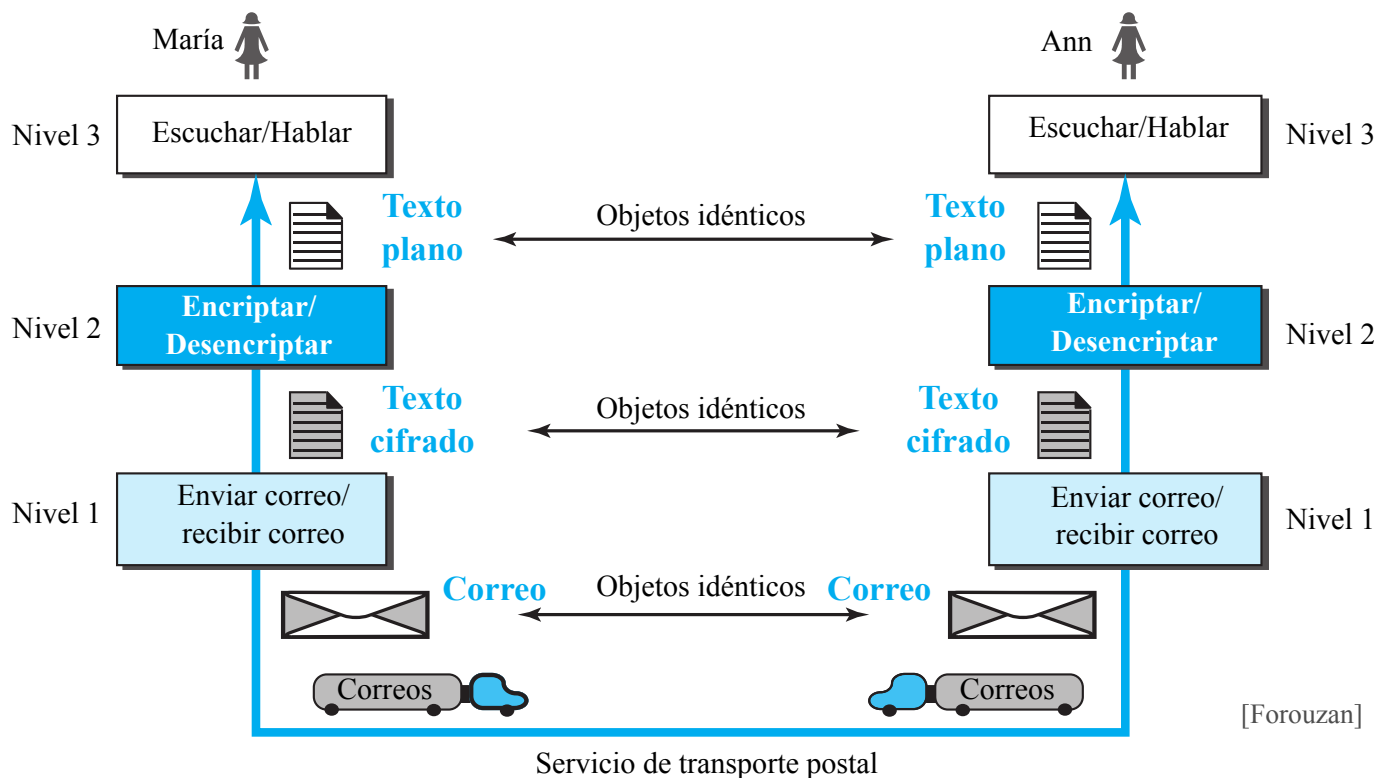 María
Ann
Nivel 3
Escuchar/Hablar
Escuchar/Hablar
Nivel 3
Texto
plano
Objetos idénticos
Texto
plano
Nivel 2
Encriptar/
Desencriptar
Encriptar/
Desencriptar
Nivel 2
Texto
cifrado
Objetos idénticos
Texto
cifrado
Nivel 1
Enviar correo/
recibir correo
Enviar correo/
recibir correo
Nivel 1
Correo
Objetos idénticos
Correo
Correos
Correos
[Forouzan]
Servicio de transporte postal